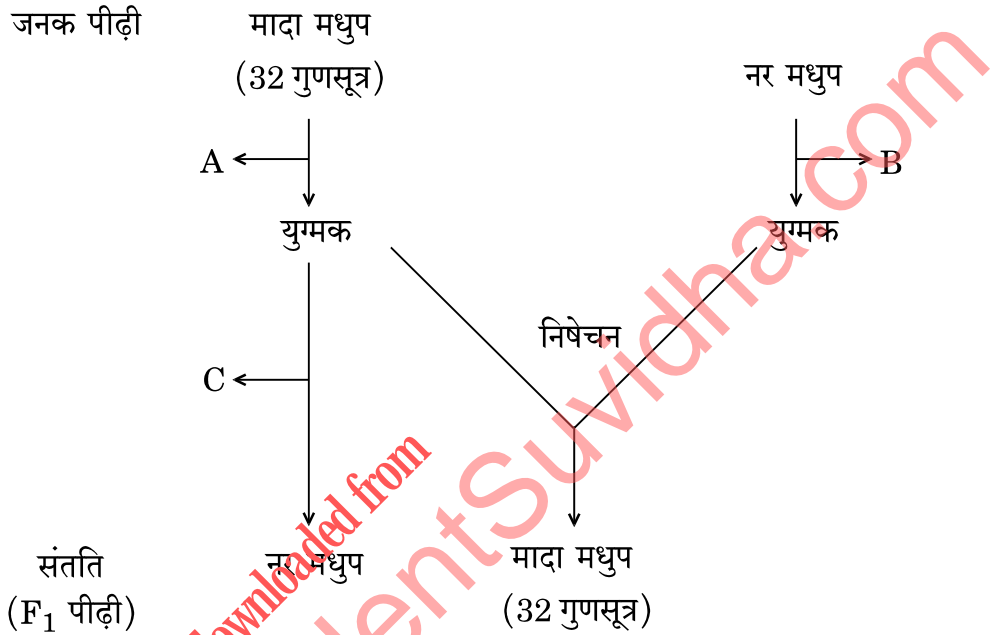 जनक पीढ़ी मादा मधुप
(32 गुणसूत्र) नर मधुप
A B
युग्मक युग्मक
निषेचन
C
संतति नर मधुप मादा मधुप
(F₁ पीढ़ी) (32 गुणसूत्र)
downloaded from
dentSuvidha.com